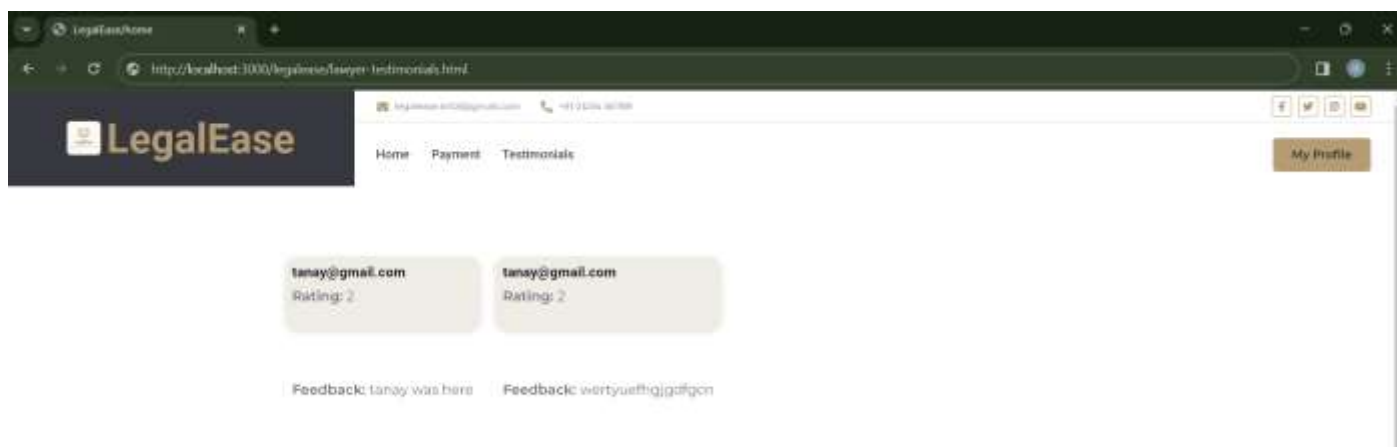 LegalEase/home
http://localhost:3000/legalease/lawyer-testimonials.html
LegalEase
Home Payment Testimonials
My Profile
tanay@gmail.com
Rating: 2
Feedback: tanay was here
tanay@gmail.com
Rating: 2
Feedback: